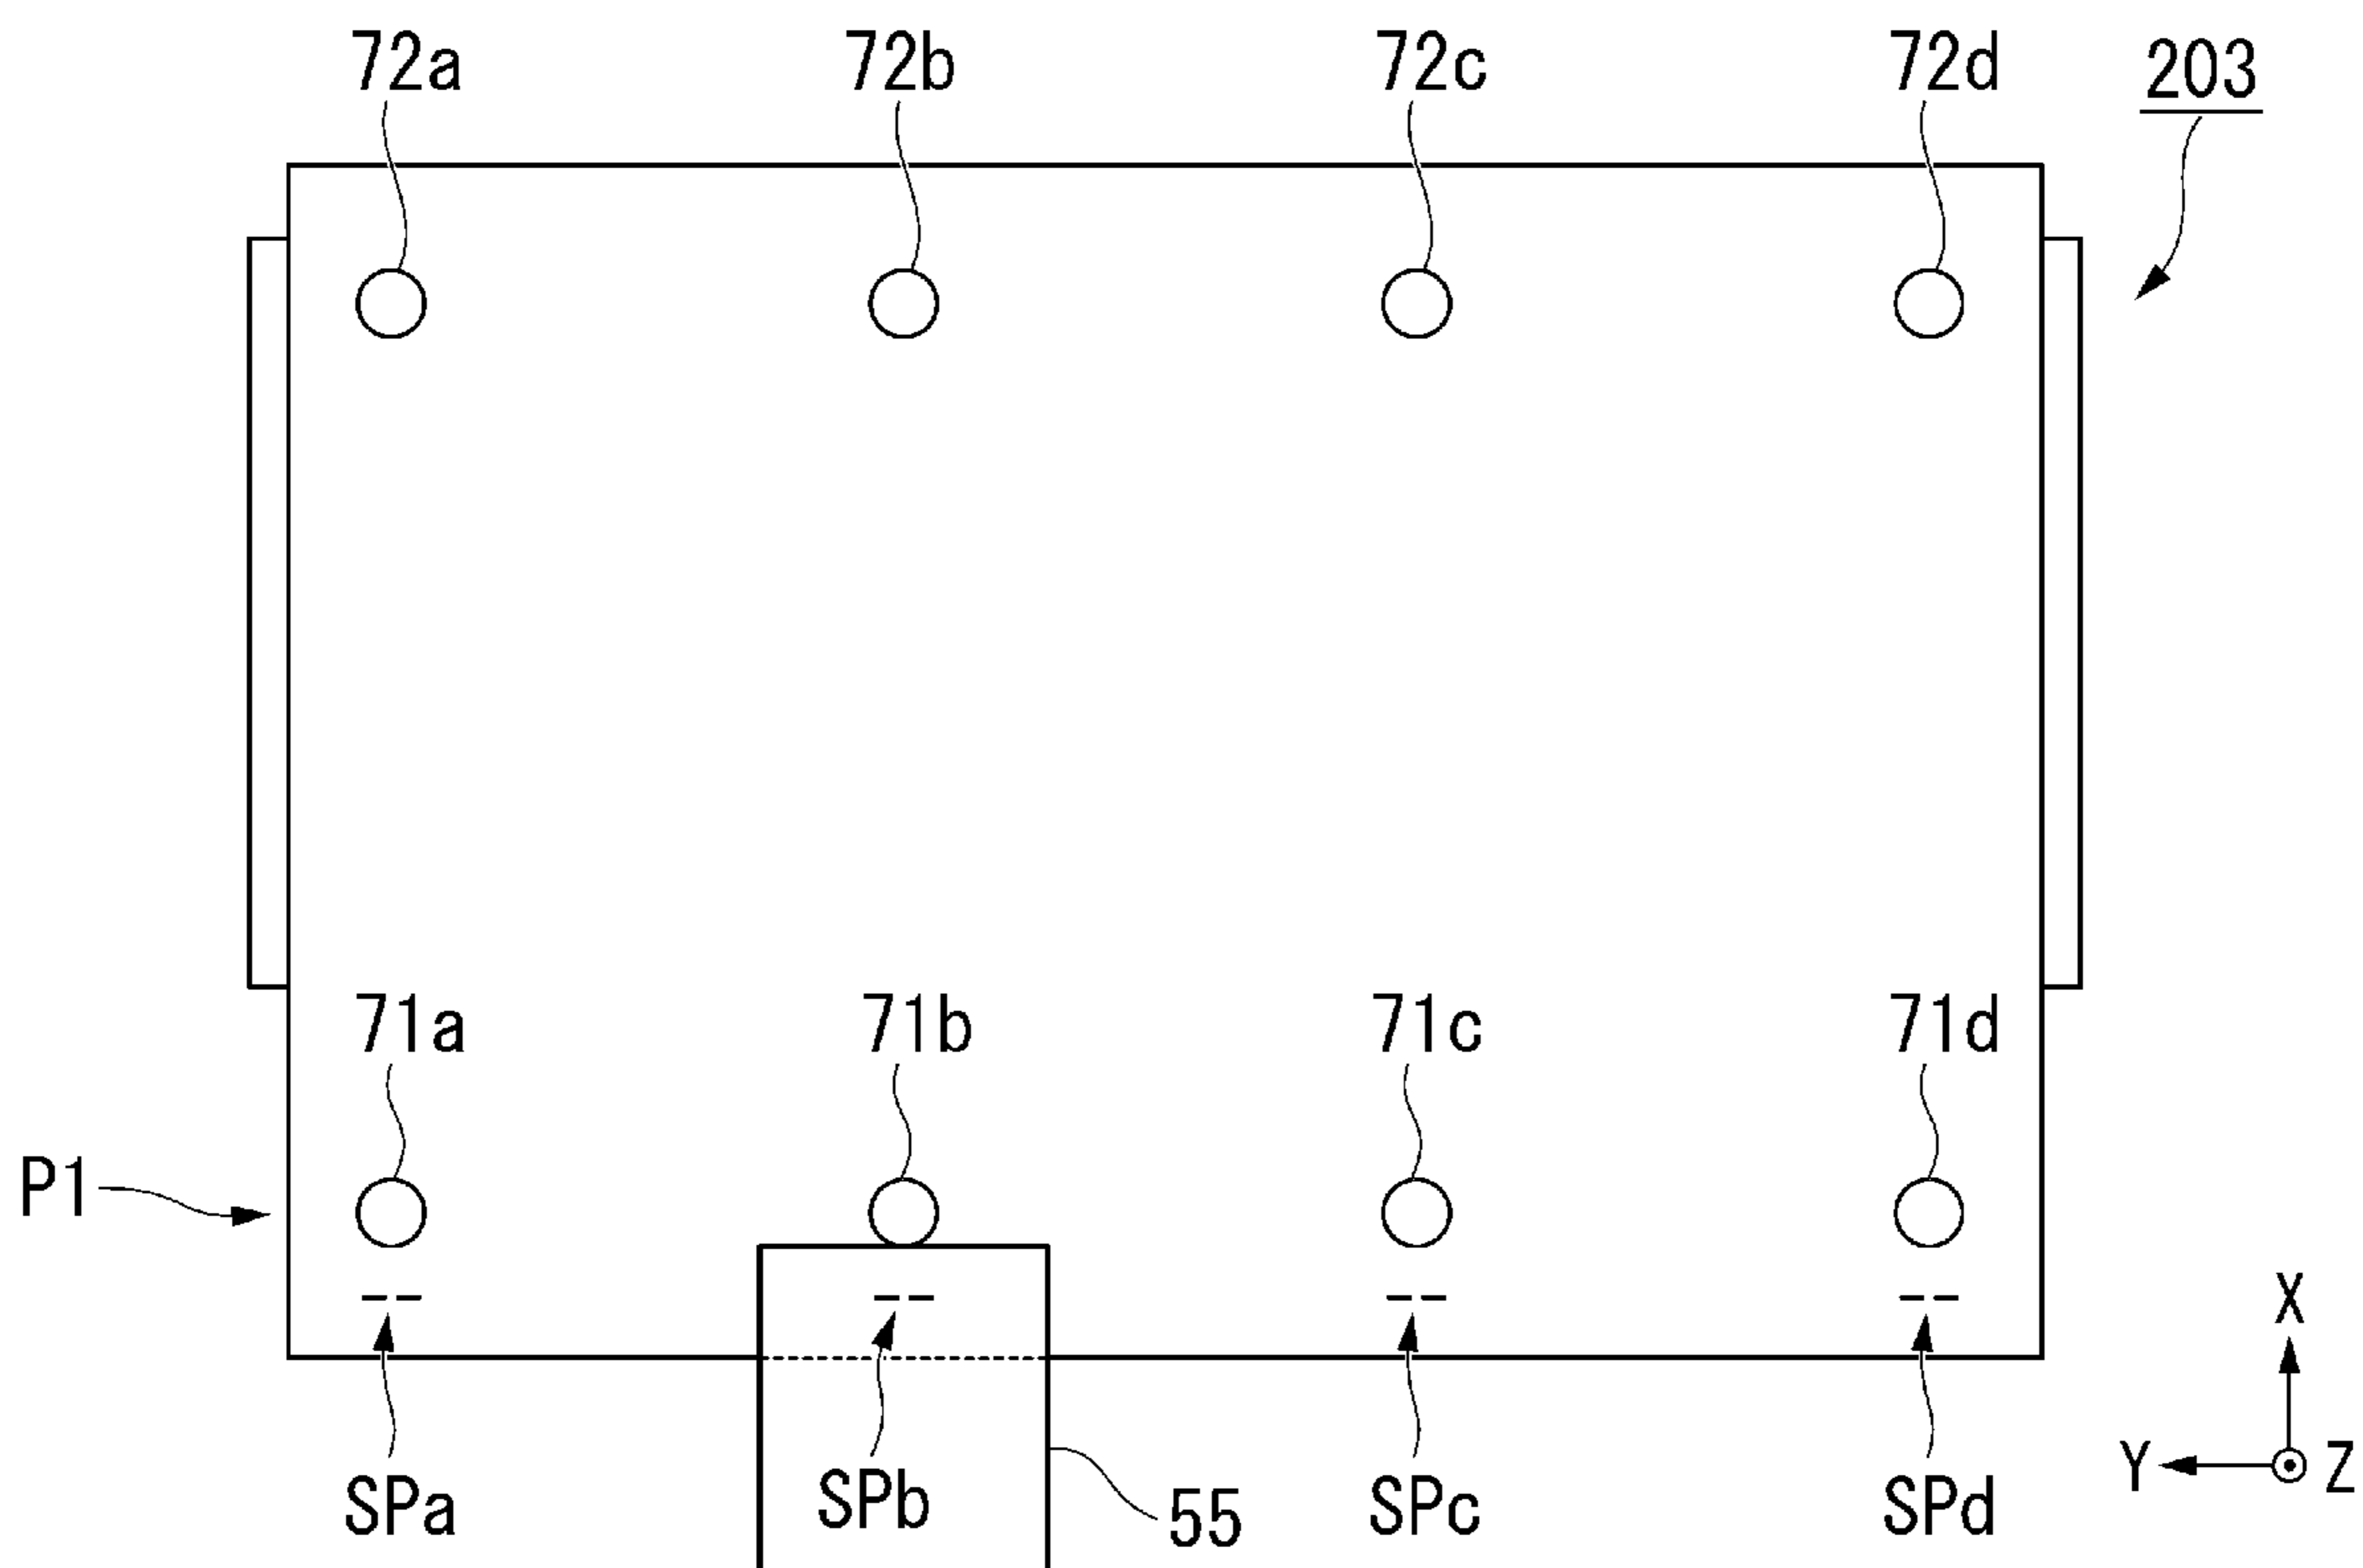 72a 72b 72c 72d 203
71a 71b 71c 71d
P1
X
Y Z
SPa SPb 55 SPc SPd